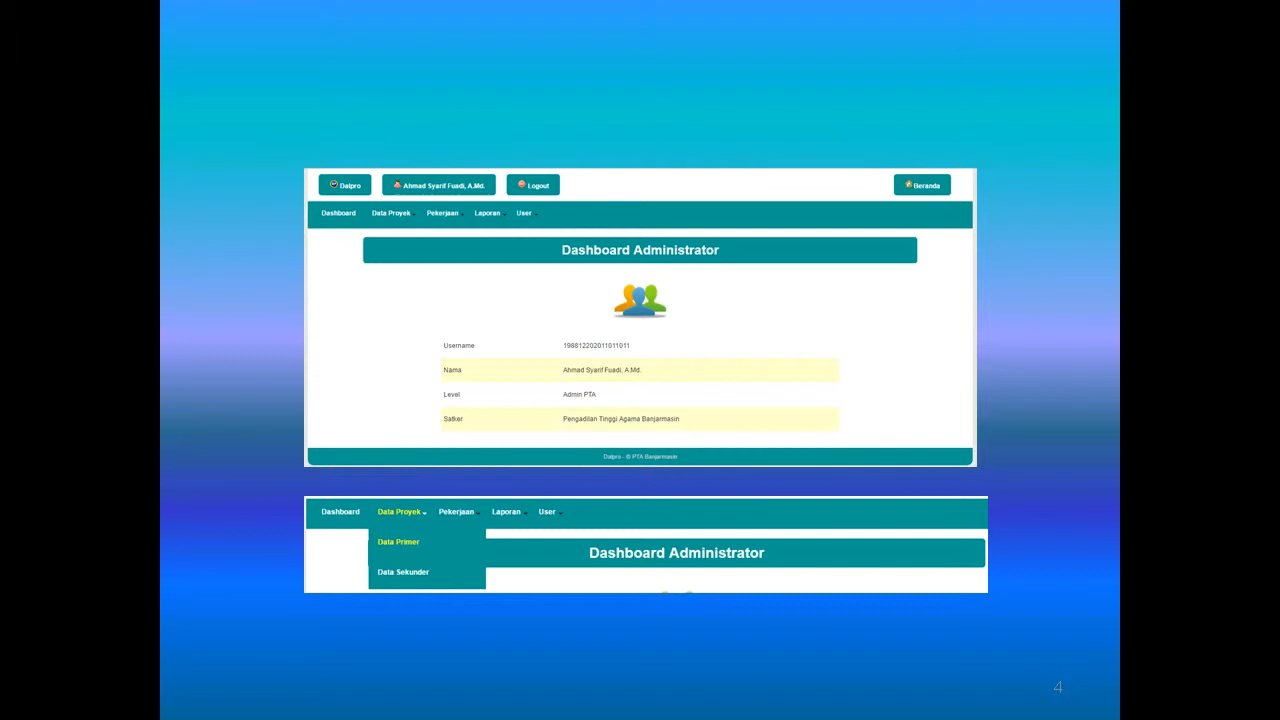 Dalpro Ahmad Syarif Fuadi, A.Md. Logout Beranda
Dashboard Data Proyek Pekerjaan Laporan User
Dashboard Administrator
Username 198812202011011011
Nama Ahmad Syarif Fuadi, A.Md.
Level Admin PTA
Satker Pengadilan Tinggi Agama Banjarmasin
Dalpro - © PTA Banjarmasin
Dashboard Data Proyek Pekerjaan Laporan User
Data Primer
Dashboard Administrator
Data Sekunder
4